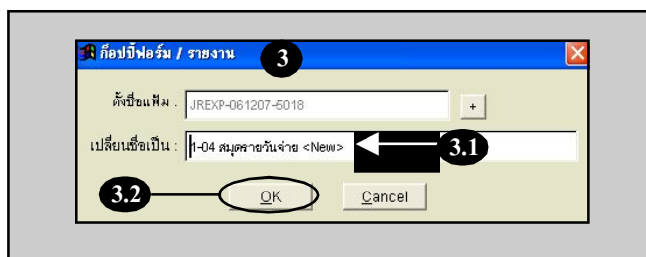 ก๊อปปี้ฟอร์ม / รายงาน 3
ตั้งชื่อแฟ้ม : JREXP-061207-5018 +
เปลี่ยนชื่อเป็น : 1-04 สมุดรายวันจ่าย <New> 3.1
3.2 OK Cancel